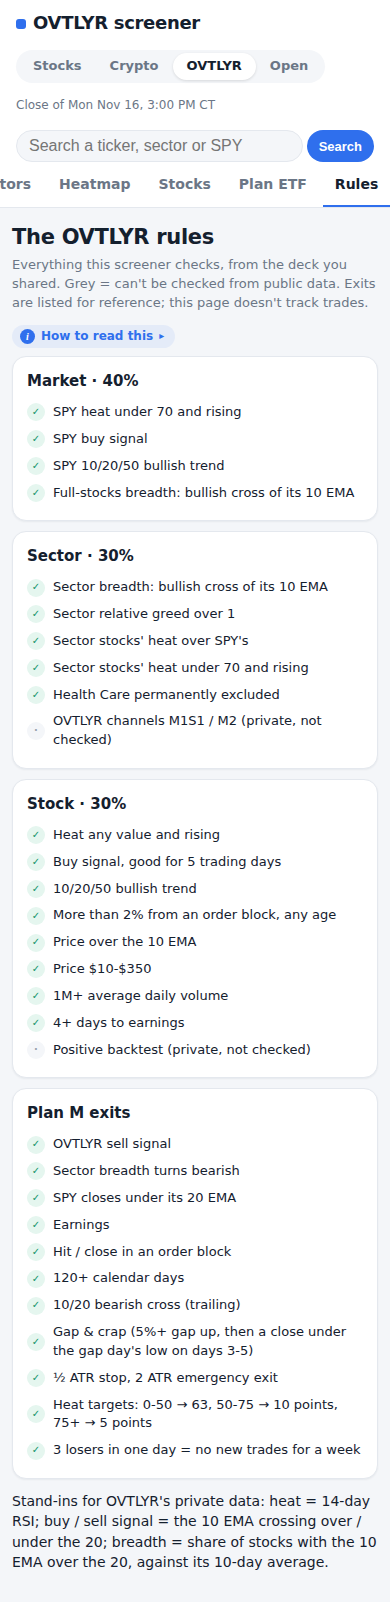 OVTLYR screener
Stocks Crypto OVTLYR Open
Close of Mon Nov 16, 3:00 PM CT
Search a ticker, sector or SPY Search
tors Heatmap Stocks Plan ETF Rules
The OVTLYR rules
Everything this screener checks, from the deck you
shared. Grey = can't be checked from public data. Exits
are listed for reference; this page doesn't track trades.
i How to read this ▸
Market · 40%
✓ SPY heat under 70 and rising
✓ SPY buy signal
✓ SPY 10/20/50 bullish trend
✓ Full-stocks breadth: bullish cross of its 10 EMA
Sector · 30%
✓ Sector breadth: bullish cross of its 10 EMA
✓ Sector relative greed over 1
✓ Sector stocks' heat over SPY's
✓ Sector stocks' heat under 70 and rising
✓ Health Care permanently excluded
· OVTLYR channels M1S1 / M2 (private, not
checked)
Stock · 30%
✓ Heat any value and rising
✓ Buy signal, good for 5 trading days
✓ 10/20/50 bullish trend
✓ More than 2% from an order block, any age
✓ Price over the 10 EMA
✓ Price $10-$350
✓ 1M+ average daily volume
✓ 4+ days to earnings
· Positive backtest (private, not checked)
Plan M exits
✓ OVTLYR sell signal
✓ Sector breadth turns bearish
✓ SPY closes under its 20 EMA
✓ Earnings
✓ Hit / close in an order block
✓ 120+ calendar days
✓ 10/20 bearish cross (trailing)
✓ Gap & crap (5%+ gap up, then a close under
the gap day's low on days 3-5)
✓ ½ ATR stop, 2 ATR emergency exit
✓ Heat targets: 0-50 → 63, 50-75 → 10 points,
75+ → 5 points
✓ 3 losers in one day = no new trades for a week
Stand-ins for OVTLYR's private data: heat = 14-day
RSI; buy / sell signal = the 10 EMA crossing over /
under the 20; breadth = share of stocks with the 10
EMA over the 20, against its 10-day average.